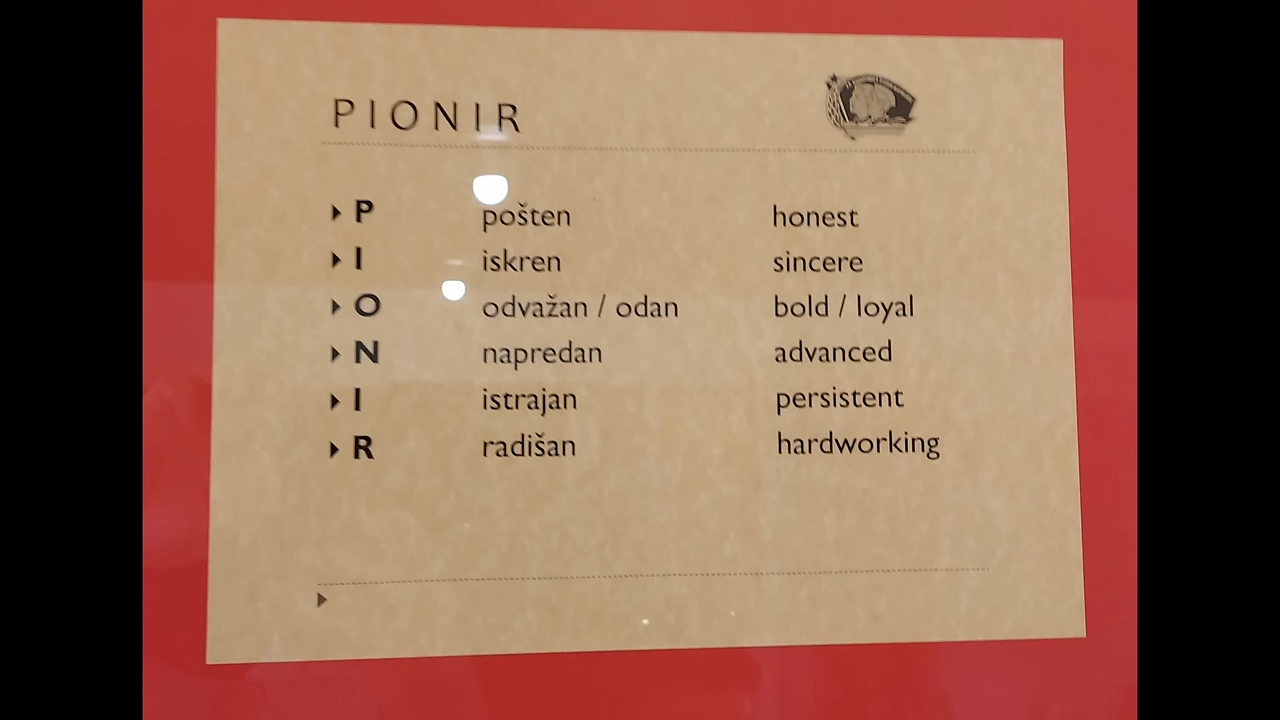 PIONIR
P pošten honest
I iskren sincere
O odvažan / odan bold / loyal
N napredan advanced
I istrajan persistent
R radišan hardworking